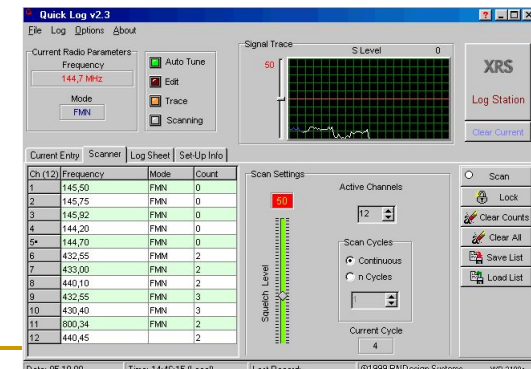 Quick Log v2.3
File Log Options About
Current Radio Parameters
Frequency
144,7 MHz
Mode
FMN
Auto Tune
Edit
Trace
Scanning
Signal Trace
S Level 0
50
XRS
Log Station
Clear Current
Current Entry Scanner Log Sheet Set-Up Info
Ch (12) Frequency Mode Count
1 145,50 FMN 0
2 145,75 FMN 0
3 145,92 FMN 0
4 144,20 FMN 0
5• 144,70 FMN 0
6 432,55 FMN 2
7 433,00 FMN 2
8 440,10 FMN 2
9 432,55 FMN 3
10 430,40 FMN 3
11 800,34 FMN 2
12 440,45 2
Scan Settings
50
Squelch Level
Active Channels
12
Scan Cycles
Continuous
n Cycles
1
Current Cycle
4
Scan
Lock
Clear Counts
Clear All
Save List
Load List